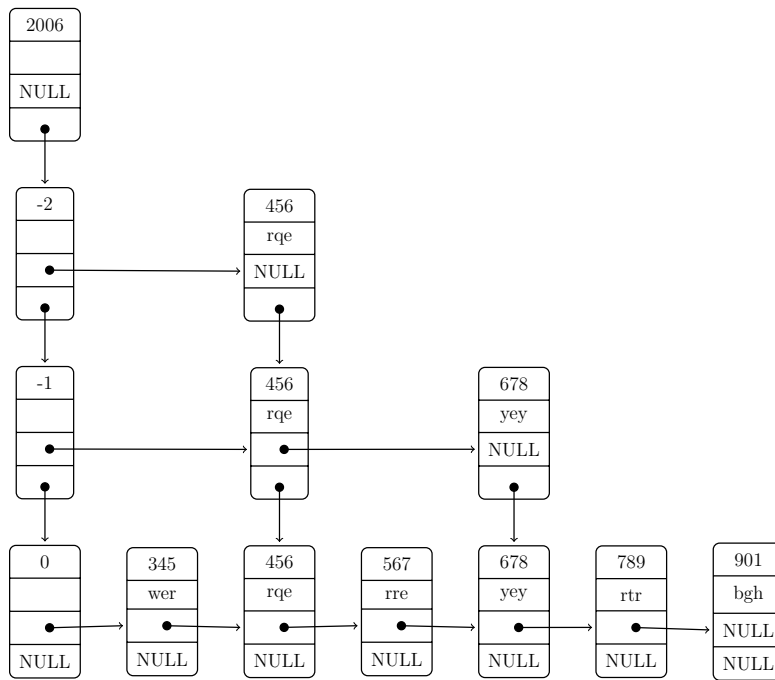 2006
NULL
-2
456
rqe
NULL
-1
456
rqe
678
yey
NULL
0
NULL
345
wer
NULL
456
rqe
NULL
567
rre
NULL
678
yey
NULL
789
rtr
NULL
901
bgh
NULL
NULL